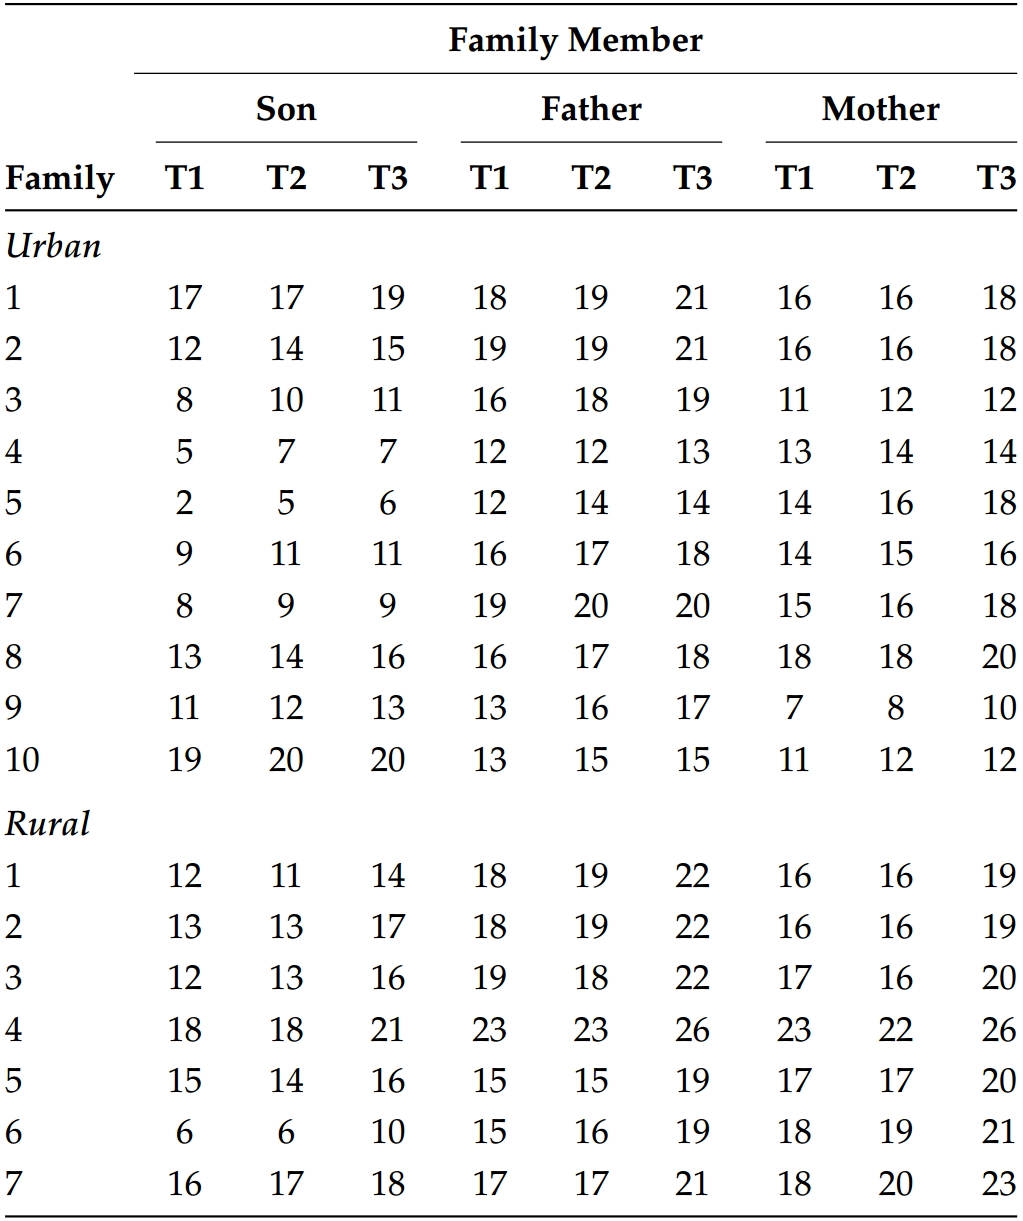 Family Member
Son Father Mother
Family T1 T2 T3 T1 T2 T3 T1 T2 T3
Urban
1 17 17 19 18 19 21 16 16 18
2 12 14 15 19 19 21 16 16 18
3 8 10 11 16 18 19 11 12 12
4 5 7 7 12 12 13 13 14 14
5 2 5 6 12 14 14 14 16 18
6 9 11 11 16 17 18 14 15 16
7 8 9 9 19 20 20 15 16 18
8 13 14 16 16 17 18 18 18 20
9 11 12 13 13 16 17 7 8 10
10 19 20 20 13 15 15 11 12 12
Rural
1 12 11 14 18 19 22 16 16 19
2 13 13 17 18 19 22 16 16 19
3 12 13 16 19 18 22 17 16 20
4 18 18 21 23 23 26 23 22 26
5 15 14 16 15 15 19 17 17 20
6 6 6 10 15 16 19 18 19 21
7 16 17 18 17 17 21 18 20 23